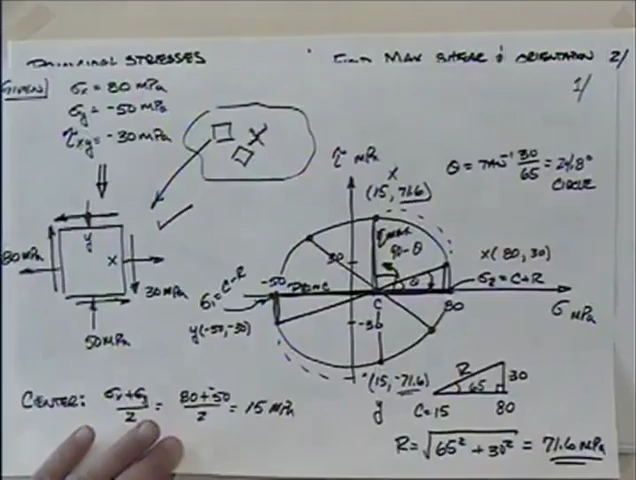 PRINCIPAL STRESSES
FIND MAX SHEAR & ORIENTATION 2/
1/
GIVEN
σx = 80 MPa
σy = -50 MPa
τxy = -30 MPa
τ MPa
X
(15, 71.6)
θ = TAN⁻¹ 30/65 = 24.8°
CIRCLE
τMAX
90-θ
θ
X(80,30)
σ2 = C+R
σ1 = C-R
30
-50
C
80
σ MPa
-30
y(-50,-30)
(15,-71.6)
y
80 MPa
y
X
30 MPa
50 MPa
R
30
65
C=15
80
CENTER: σx+σy/2 = 80+-50/2 = 15 MPa
R = √65² + 30² = 71.6 MPa